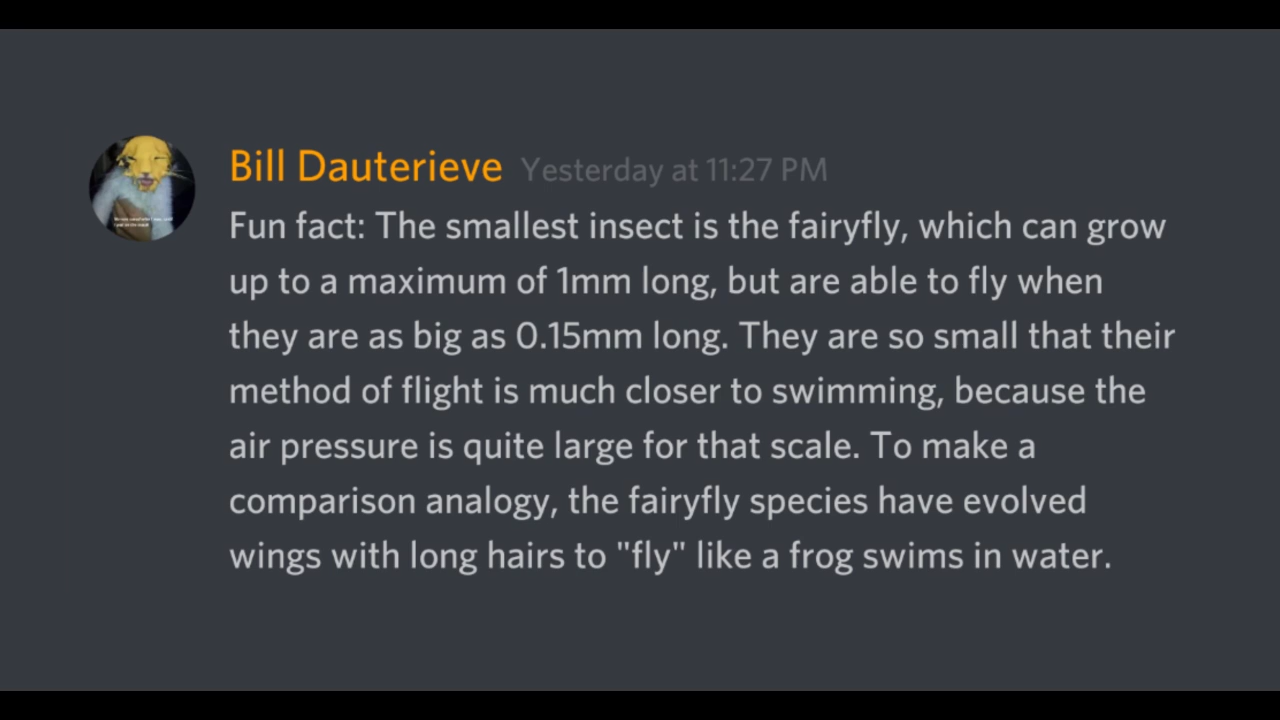 Bill Dauterieve Yesterday at 11:27 PM
Fun fact: The smallest insect is the fairyfly, which can grow
up to a maximum of 1mm long, but are able to fly when
they are as big as 0.15mm long. They are so small that their
method of flight is much closer to swimming, because the
air pressure is quite large for that scale. To make a
comparison analogy, the fairyfly species have evolved
wings with long hairs to "fly" like a frog swims in water.